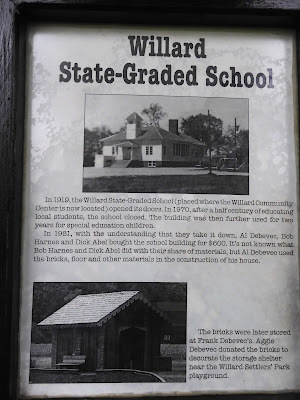 Willard
State-Graded School
In 1919, the Willard State-Graded School (placed where the Willard Community
Center is now located) opened its doors. In 1970, after a half century of educating
local students, the school closed. The building was then further used for two
years for special education children.
In 1981, with the understanding that they take it down, Al Debevec, Bob
Harnes and Dick Abel bought the school building for $600. It's not known what
Bob Harnes and Dick Abel did with their share of materials, but Al Debevec used
the bricks, floor and other materials in the construction of his house.
The bricks were later stored
at Frank Debevec's. Aggie
Debevec donated the bricks to
decorate the storage shelter
near the Willard Settlers' Park
playground.